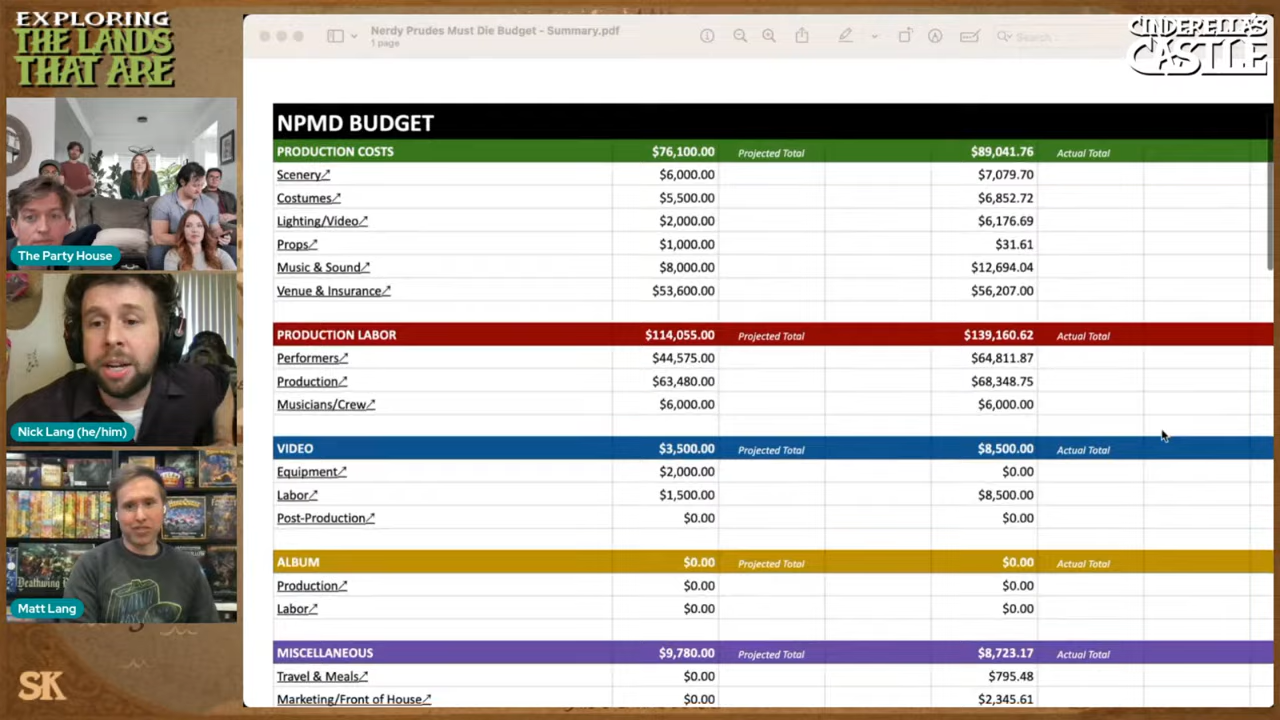 EXPLORING
THE LANDS
THAT ARE
The Party House
Nick Lang (he/him)
Deathwing
Matt Lang
SK
Nerdy Prudes Must Die Budget - Summary.pdf
1 page
Search
CINDERELLA'S
CASTLE
NPMD BUDGET
PRODUCTION COSTS $76,100.00 Projected Total $89,041.76 Actual Total
Scenery↗ $6,000.00 $7,079.70
Costumes↗ $5,500.00 $6,852.72
Lighting/Video↗ $2,000.00 $6,176.69
Props↗ $1,000.00 $31.61
Music & Sound↗ $8,000.00 $12,694.04
Venue & Insurance↗ $53,600.00 $56,207.00
PRODUCTION LABOR $114,055.00 Projected Total $139,160.62 Actual Total
Performers↗ $44,575.00 $64,811.87
Production↗ $63,480.00 $68,348.75
Musicians/Crew↗ $6,000.00 $6,000.00
VIDEO $3,500.00 Projected Total $8,500.00 Actual Total
Equipment↗ $2,000.00 $0.00
Labor↗ $1,500.00 $8,500.00
Post-Production↗ $0.00 $0.00
ALBUM $0.00 Projected Total $0.00 Actual Total
Production↗ $0.00 $0.00
Labor↗ $0.00 $0.00
MISCELLANEOUS $9,780.00 Projected Total $8,723.17 Actual Total
Travel & Meals↗ $0.00 $795.48
Marketing/Front of House↗ $0.00 $2,345.61